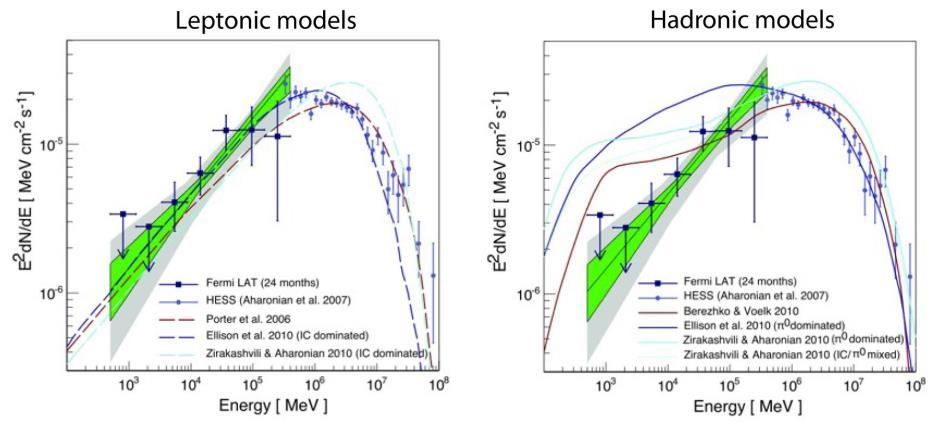 Leptonic models
E²dN/dE [ MeV cm⁻² s⁻¹]
10⁻⁵
10⁻⁶
Fermi LAT (24 months)
HESS (Aharonian et al. 2007)
Porter et al. 2006
Ellison et al. 2010 (IC dominated)
Zirakashvili & Aharonian 2010 (IC dominated)
10³ 10⁴ 10⁵ 10⁶ 10⁷ 10⁸
Energy [ MeV]
Hadronic models
E²dN/dE [ MeV cm⁻² s⁻¹]
10⁻⁵
10⁻⁶
Fermi LAT (24 months)
HESS (Aharonian et al. 2007)
Berezhko & Voelk 2010
Ellison et al. 2010 (π⁰dominated)
Zirakashvili & Aharonian 2010 (π⁰ dominated)
Zirakashvili & Aharonian 2010 (IC/π⁰ mixed)
10³ 10⁴ 10⁵ 10⁶ 10⁷ 10⁸
Energy [ MeV]